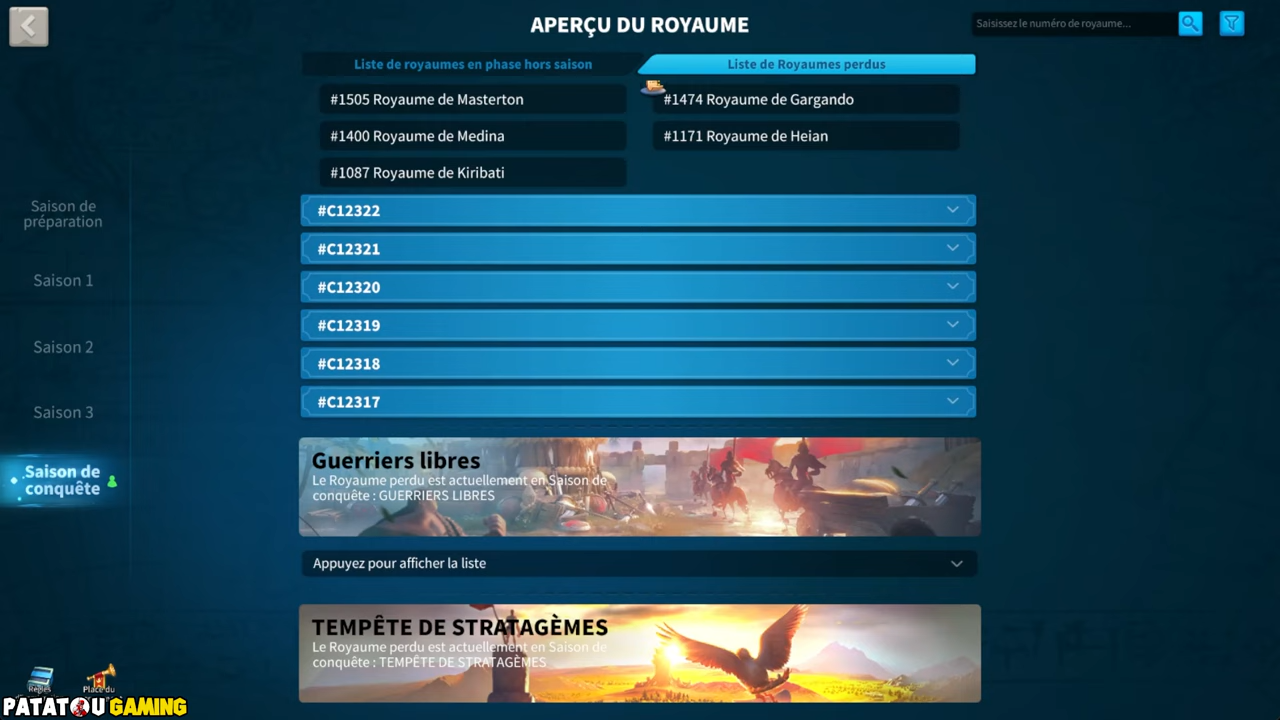 APERÇU DU ROYAUME
Saisissez le numéro de royaume...
Liste de royaumes en phase hors saison
Liste de Royaumes perdus
#1505 Royaume de Masterton
#1474 Royaume de Gargando
#1400 Royaume de Medina
#1171 Royaume de Heian
#1087 Royaume de Kiribati
#C12322
#C12321
#C12320
#C12319
#C12318
#C12317
Saison de
préparation
Saison 1
Saison 2
Saison 3
Saison de
conquête
Guerriers libres
Le Royaume perdu est actuellement en Saison de
conquête : GUERRIERS LIBRES
Appuyez pour afficher la liste
TEMPÊTE DE STRATAGÈMES
Le Royaume perdu est actuellement en Saison de
conquête : TEMPÊTE DE STRATAGÈMES
Règles
Place du
PATATOU GAMING